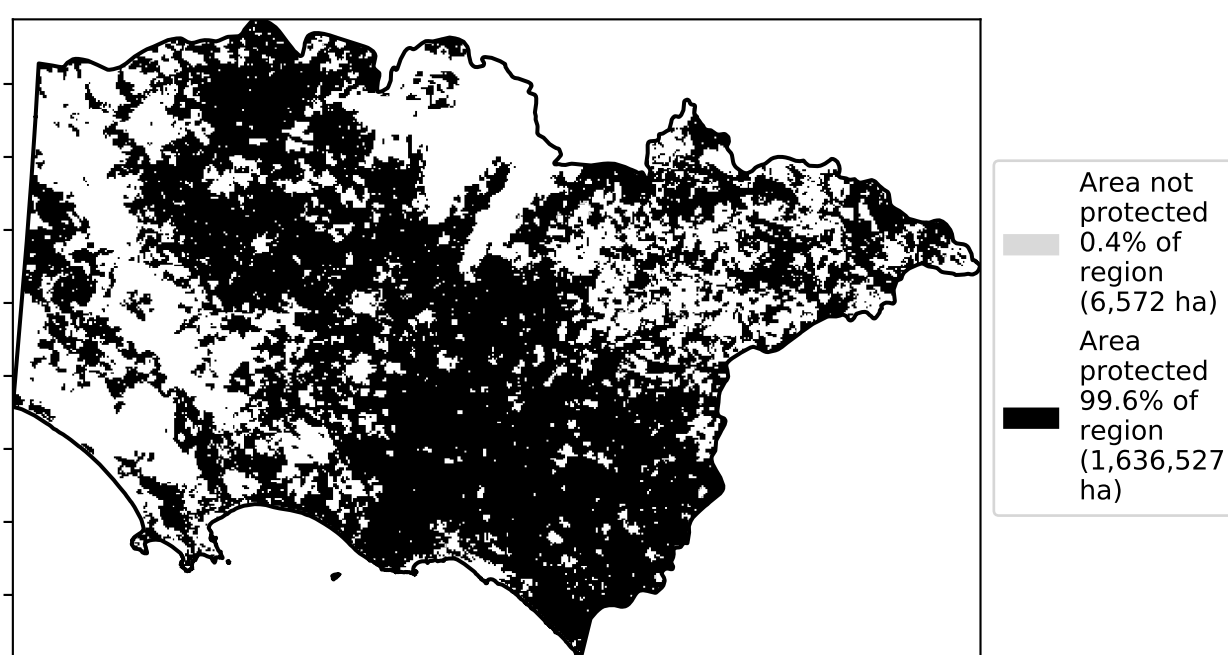 Area not
protected
0.4% of
region
(6,572 ha)
Area
protected
99.6% of
region
(1,636,527
ha)